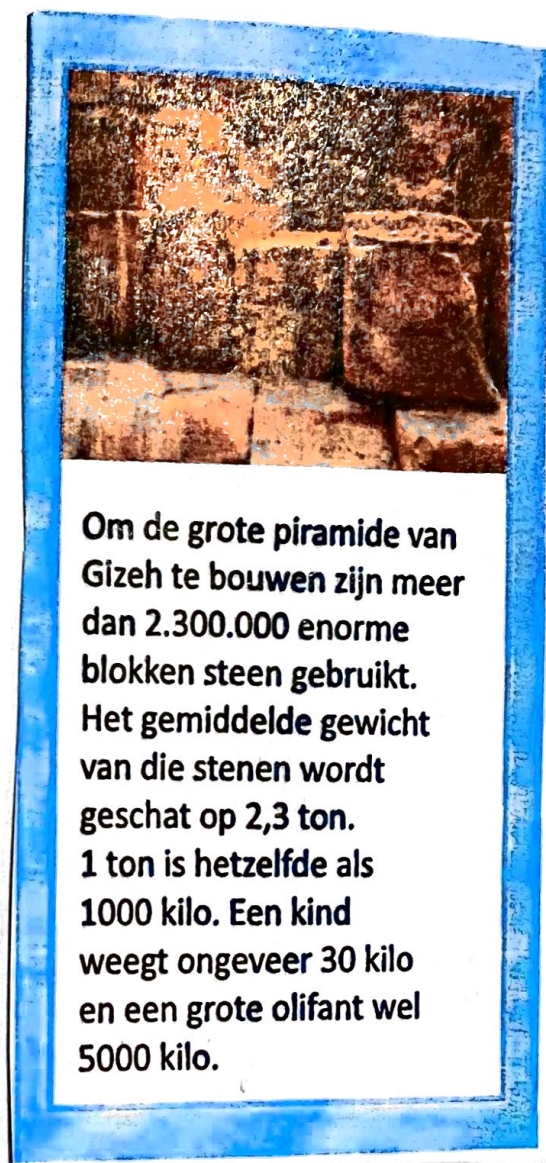 Om de grote piramide van
Gizeh te bouwen zijn meer
dan 2.300.000 enorme
blokken steen gebruikt.
Het gemiddelde gewicht
van die stenen wordt
geschat op 2,3 ton.
1 ton is hetzelfde als
1000 kilo. Een kind
weegt ongeveer 30 kilo
en een grote olifant wel
5000 kilo.